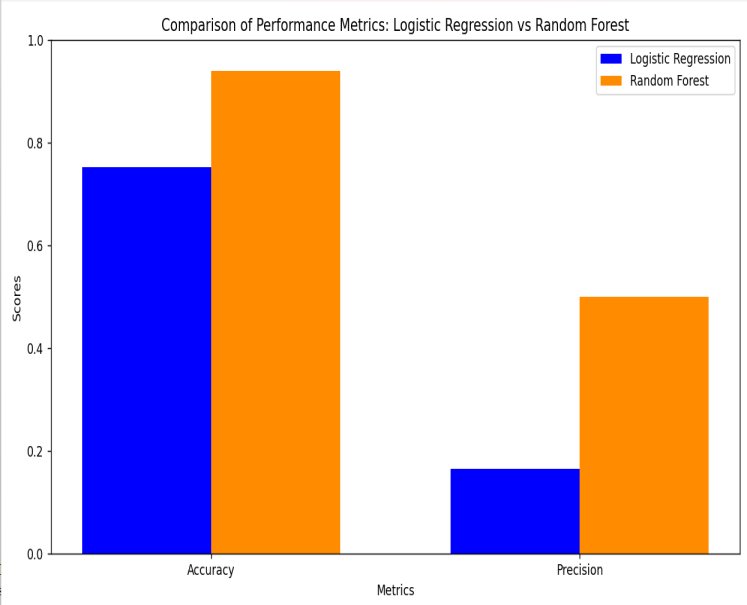 Comparison of Performance Metrics: Logistic Regression vs Random Forest
Logistic Regression
Random Forest
1.0
0.8
0.6
0.4
0.2
0.0
Scores
Accuracy
Precision
Metrics